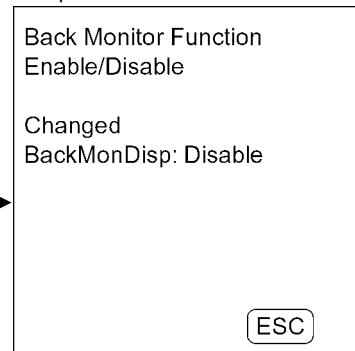 Back Monitor Function
Enable/Disable
Changed
BackMonDisp: Disable
ESC